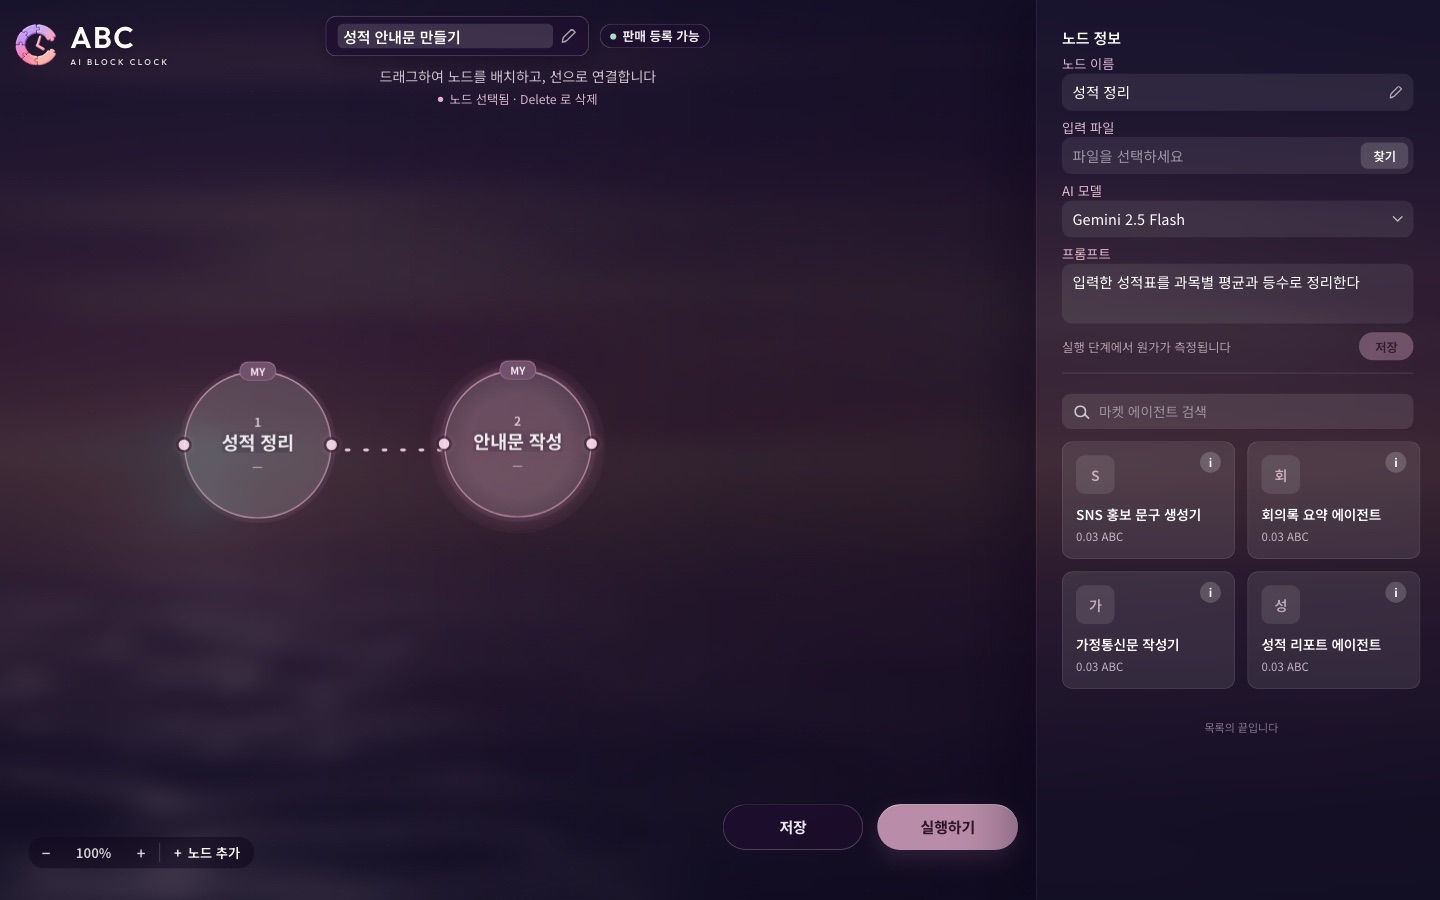 ABC
AI BLOCK CLOCK
성적 안내문 만들기
판매 등록 가능
드래그하여 노드를 배치하고, 선으로 연결합니다
노드 선택됨 · Delete 로 삭제
MY
1
성적 정리
—
MY
2
안내문 작성
—
저장
실행하기
− 100% + + 노드 추가
노드 정보
노드 이름
성적 정리
입력 파일
파일을 선택하세요 찾기
AI 모델
Gemini 2.5 Flash
프롬프트
입력한 성적표를 과목별 평균과 등수로 정리한다
실행 단계에서 원가가 측정됩니다 저장
마켓 에이전트 검색
S i
SNS 홍보 문구 생성기
0.03 ABC
회 i
회의록 요약 에이전트
0.03 ABC
가 i
가정통신문 작성기
0.03 ABC
성 i
성적 리포트 에이전트
0.03 ABC
목록의 끝입니다